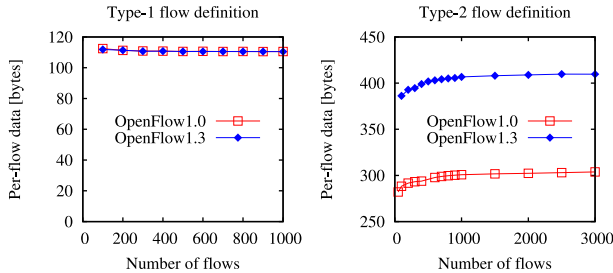 Type-1 flow definition
Per-flow data [bytes]
120
100
80
60
40
20
0
OpenFlow1.0
OpenFlow1.3
0 200 400 600 800 1000
Number of flows
Type-2 flow definition
Per-flow data [bytes]
450
400
350
300
250
OpenFlow1.0
OpenFlow1.3
0 1000 2000 3000
Number of flows